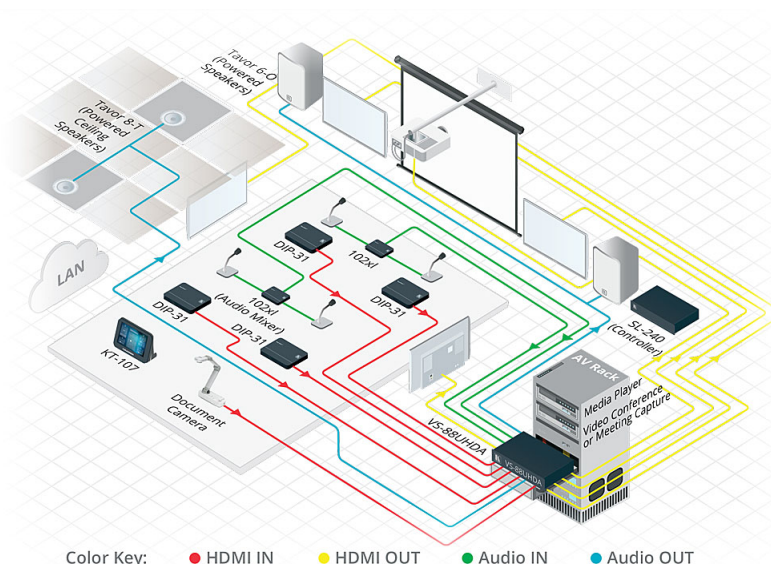 Tavor 6-O
(Powered
Speakers)
Tavor 8-T
(Powered
Ceiling
Speakers)
LAN
DIP-31
102xl
DIP-31
102xl
(Audio Mixer)
DIP-31
DIP-31
KT-107
Document
Camera
SL-240
(Controller)
AV Rack
Media Player
Video Conference
or Meeting Capture
VS-88UHDA
VS-88UHDA
Color Key:
HDMI IN
HDMI OUT
Audio IN
Audio OUT